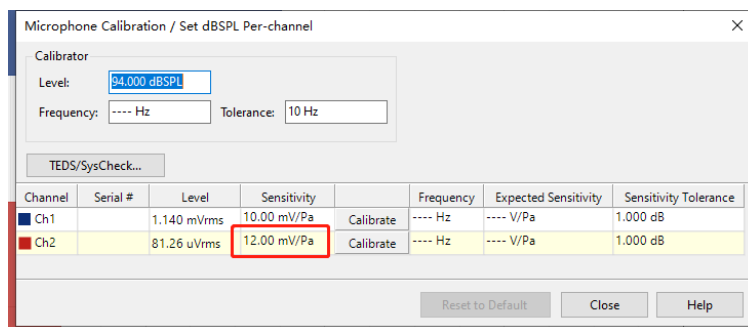 Microphone Calibration / Set dBSPL Per-channel
Calibrator
Level: 94.000 dBSPL
Frequency: ---- Hz Tolerance: 10 Hz
TEDS/SysCheck...
Channel Serial # Level Sensitivity Frequency Expected Sensitivity Sensitivity Tolerance
Ch1 1.140 mVrms 10.00 mV/Pa Calibrate ---- Hz ---- V/Pa 1.000 dB
Ch2 81.26 uVrms 12.00 mV/Pa Calibrate ---- Hz ---- V/Pa 1.000 dB
Reset to Default Close Help